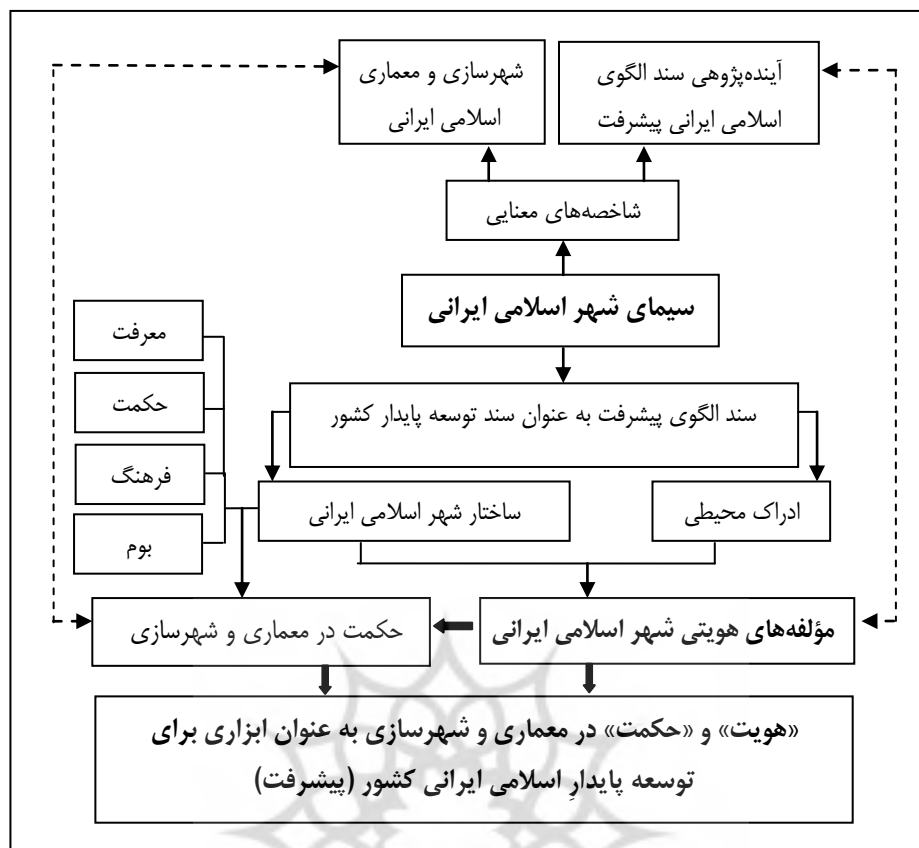 آینده‌پژوهی سند الگوی
اسلامی ایرانی پیشرفت
شهرسازی و معماری
اسلامی ایرانی
شاخصه‌های معنایی
سیمای شهر اسلامی ایرانی
معرفت
حکمت
فرهنگ
بوم
سند الگوی پیشرفت به عنوان سند توسعه پایدار کشور
ادراک محیطی
ساختار شهر اسلامی ایرانی
مؤلفه‌های هویتی شهر اسلامی ایرانی
حکمت در معماری و شهرسازی
«هویت» و «حکمت» در معماری و شهرسازی به عنوان ابزاری برای
توسعه پایدارِ اسلامی ایرانی کشور (پیشرفت)